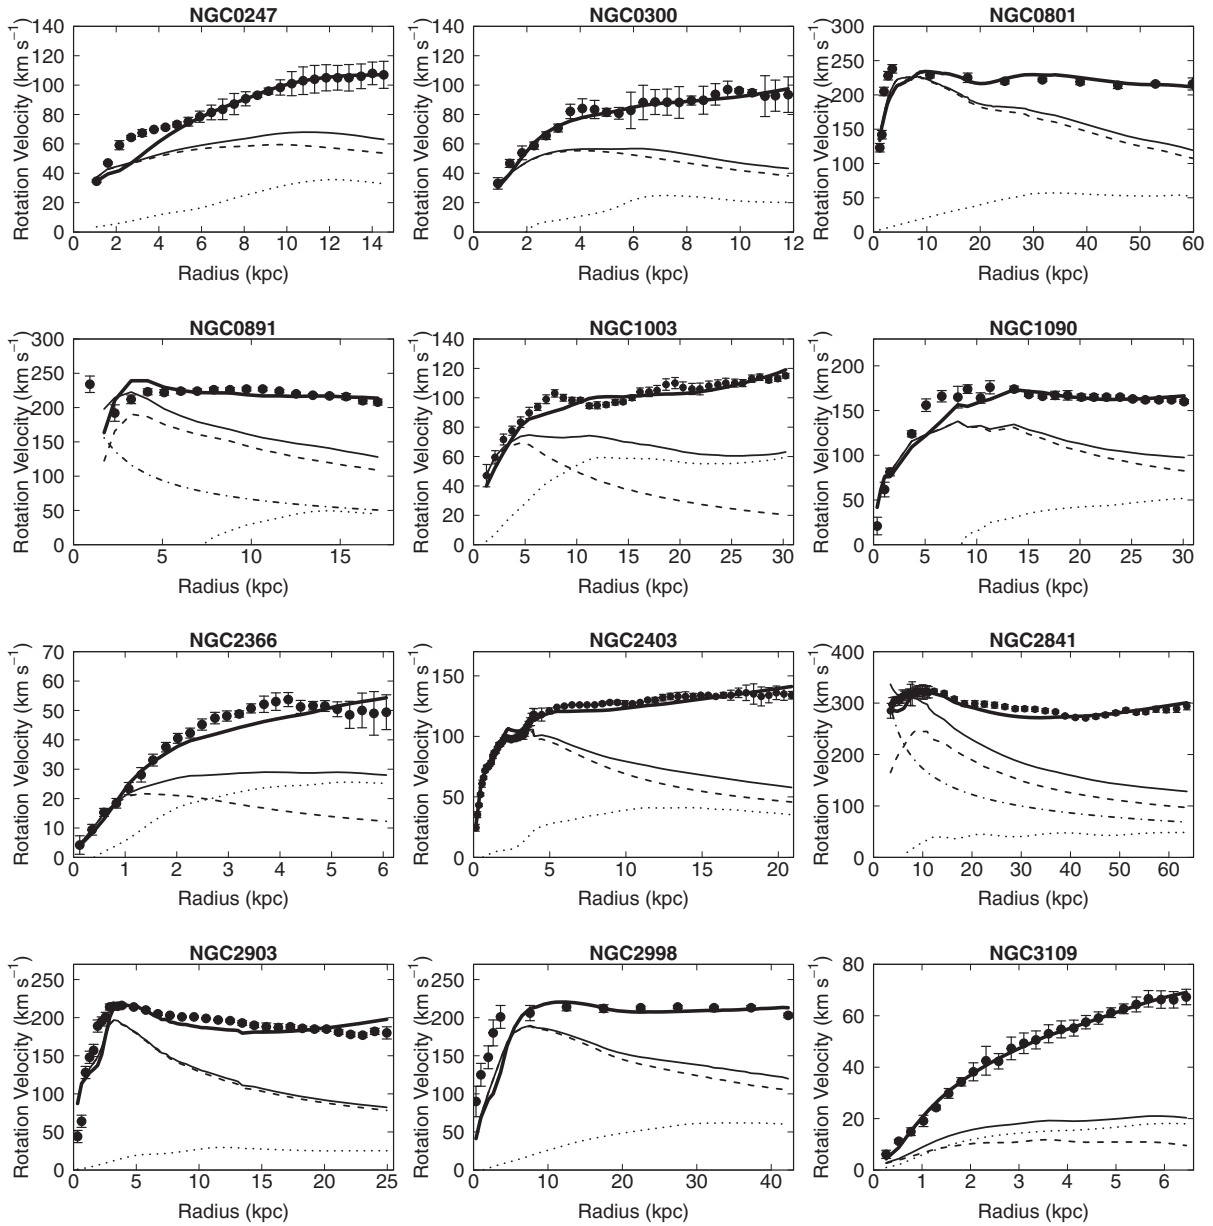 NGC0247
NGC0300
NGC0801
Rotation Velocity (km s⁻¹)
140
120
100
80
60
40
20
0
0 2 4 6 8 10 12 14
Radius (kpc)
Rotation Velocity (km s⁻¹)
140
120
100
80
60
40
20
0
0 2 4 6 8 10 12
Radius (kpc)
Rotation Velocity (km s⁻¹)
300
250
200
150
100
50
0
0 10 20 30 40 50 60
Radius (kpc)
NGC0891
NGC1003
NGC1090
Rotation Velocity (km s⁻¹)
300
250
200
150
100
50
0
0 5 10 15
Radius (kpc)
Rotation Velocity (km s⁻¹)
140
120
100
80
60
40
20
0
0 5 10 15 20 25 30
Radius (kpc)
Rotation Velocity (km s⁻¹)
200
150
100
50
0
0 5 10 15 20 25 30
Radius (kpc)
NGC2366
NGC2403
NGC2841
Rotation Velocity (km s⁻¹)
70
60
50
40
30
20
10
0
0 1 2 3 4 5 6
Radius (kpc)
Rotation Velocity (km s⁻¹)
150
100
50
0
0 5 10 15 20
Radius (kpc)
Rotation Velocity (km s⁻¹)
400
300
200
100
0
0 10 20 30 40 50 60
Radius (kpc)
NGC2903
NGC2998
NGC3109
Rotation Velocity (km s⁻¹)
250
200
150
100
50
0
0 5 10 15 20 25
Radius (kpc)
Rotation Velocity (km s⁻¹)
250
200
150
100
50
0
0 10 20 30 40
Radius (kpc)
Rotation Velocity (km s⁻¹)
80
60
40
20
0
0 1 2 3 4 5 6
Radius (kpc)